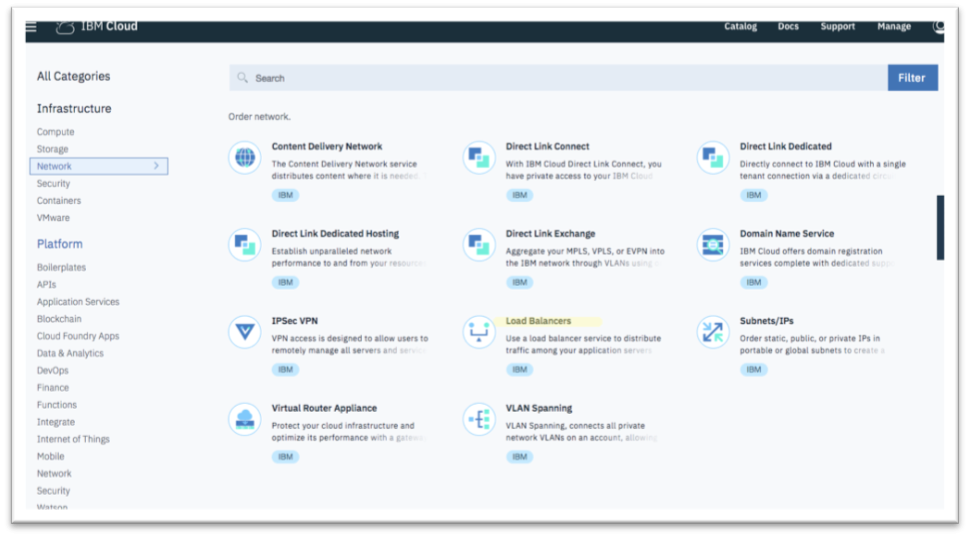 IBM Cloud
Catalog Docs Support Manage
All Categories
Infrastructure
Compute
Storage
Network
Security
Containers
VMware
Platform
Boilerplates
APIs
Application Services
Blockchain
Cloud Foundry Apps
Data & Analytics
DevOps
Finance
Functions
Integrate
Internet of Things
Mobile
Network
Security
Watson
Search
Filter
Order network.
Content Delivery Network
The Content Delivery Network service
distributes content where it is needed.
IBM
Direct Link Connect
With IBM Cloud Direct Link Connect, you
have private access to your IBM Cloud
IBM
Direct Link Dedicated
Directly connect to IBM Cloud with a single
tenant connection via a dedicated
IBM
Direct Link Dedicated Hosting
Establish unparalleled network
performance to and from your
IBM
Direct Link Exchange
Aggregate your MPLS, VPLS, or EVPN into
the IBM network through VLANs using
IBM
Domain Name Service
IBM Cloud offers domain registration
services complete with dedicated
IBM
IPSec VPN
VPN access is designed to allow users to
remotely manage all servers and
IBM
Load Balancers
Use a load balancer service to distribute
traffic among your application servers
IBM
Subnets/IPs
Order static, public, or private IPs in
portable or global subnets to create a
IBM
Virtual Router Appliance
Protect your cloud infrastructure and
optimize its performance with a
IBM
VLAN Spanning
VLAN Spanning, connects all private
network VLANs on an account, allowing
IBM